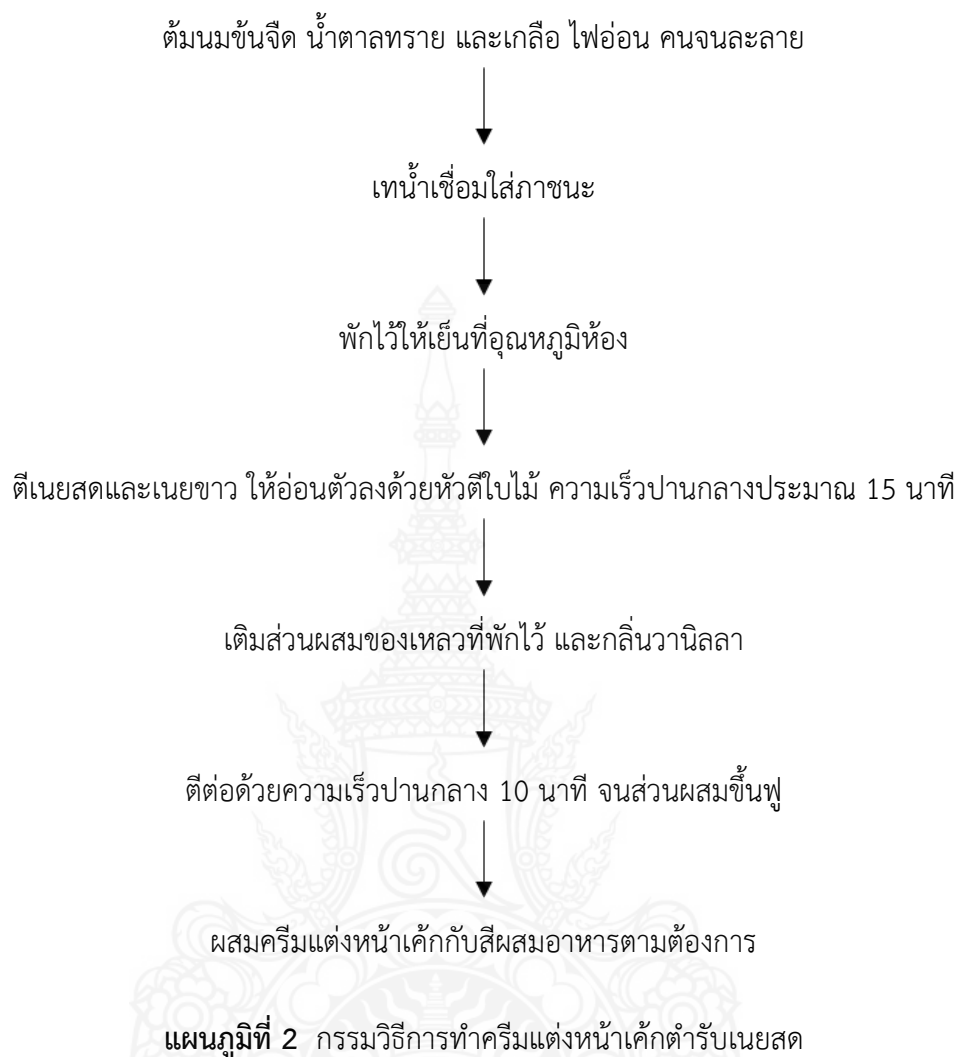 ต้มนมข้นจืด น้ำตาลทราย และเกลือ ไฟอ่อน คนจนละลาย
เทน้ำเชื่อมใส่ภาชนะ
พักไว้ให้เย็นที่อุณหภูมิห้อง
ตีเนยสดและเนยขาว ให้อ่อนตัวลงด้วยหัวตีใบไม้ ความเร็วปานกลางประมาณ 15 นาที
เติมส่วนผสมของเหลวที่พักไว้ และกลิ่นวานิลลา
ตีต่อด้วยความเร็วปานกลาง 10 นาที จนส่วนผสมขึ้นฟู
ผสมครีมแต่งหน้าเค้กกับสีผสมอาหารตามต้องการ
แผนภูมิที่ 2 กรรมวิธีการทำครีมแต่งหน้าเค้กตำรับเนยสด